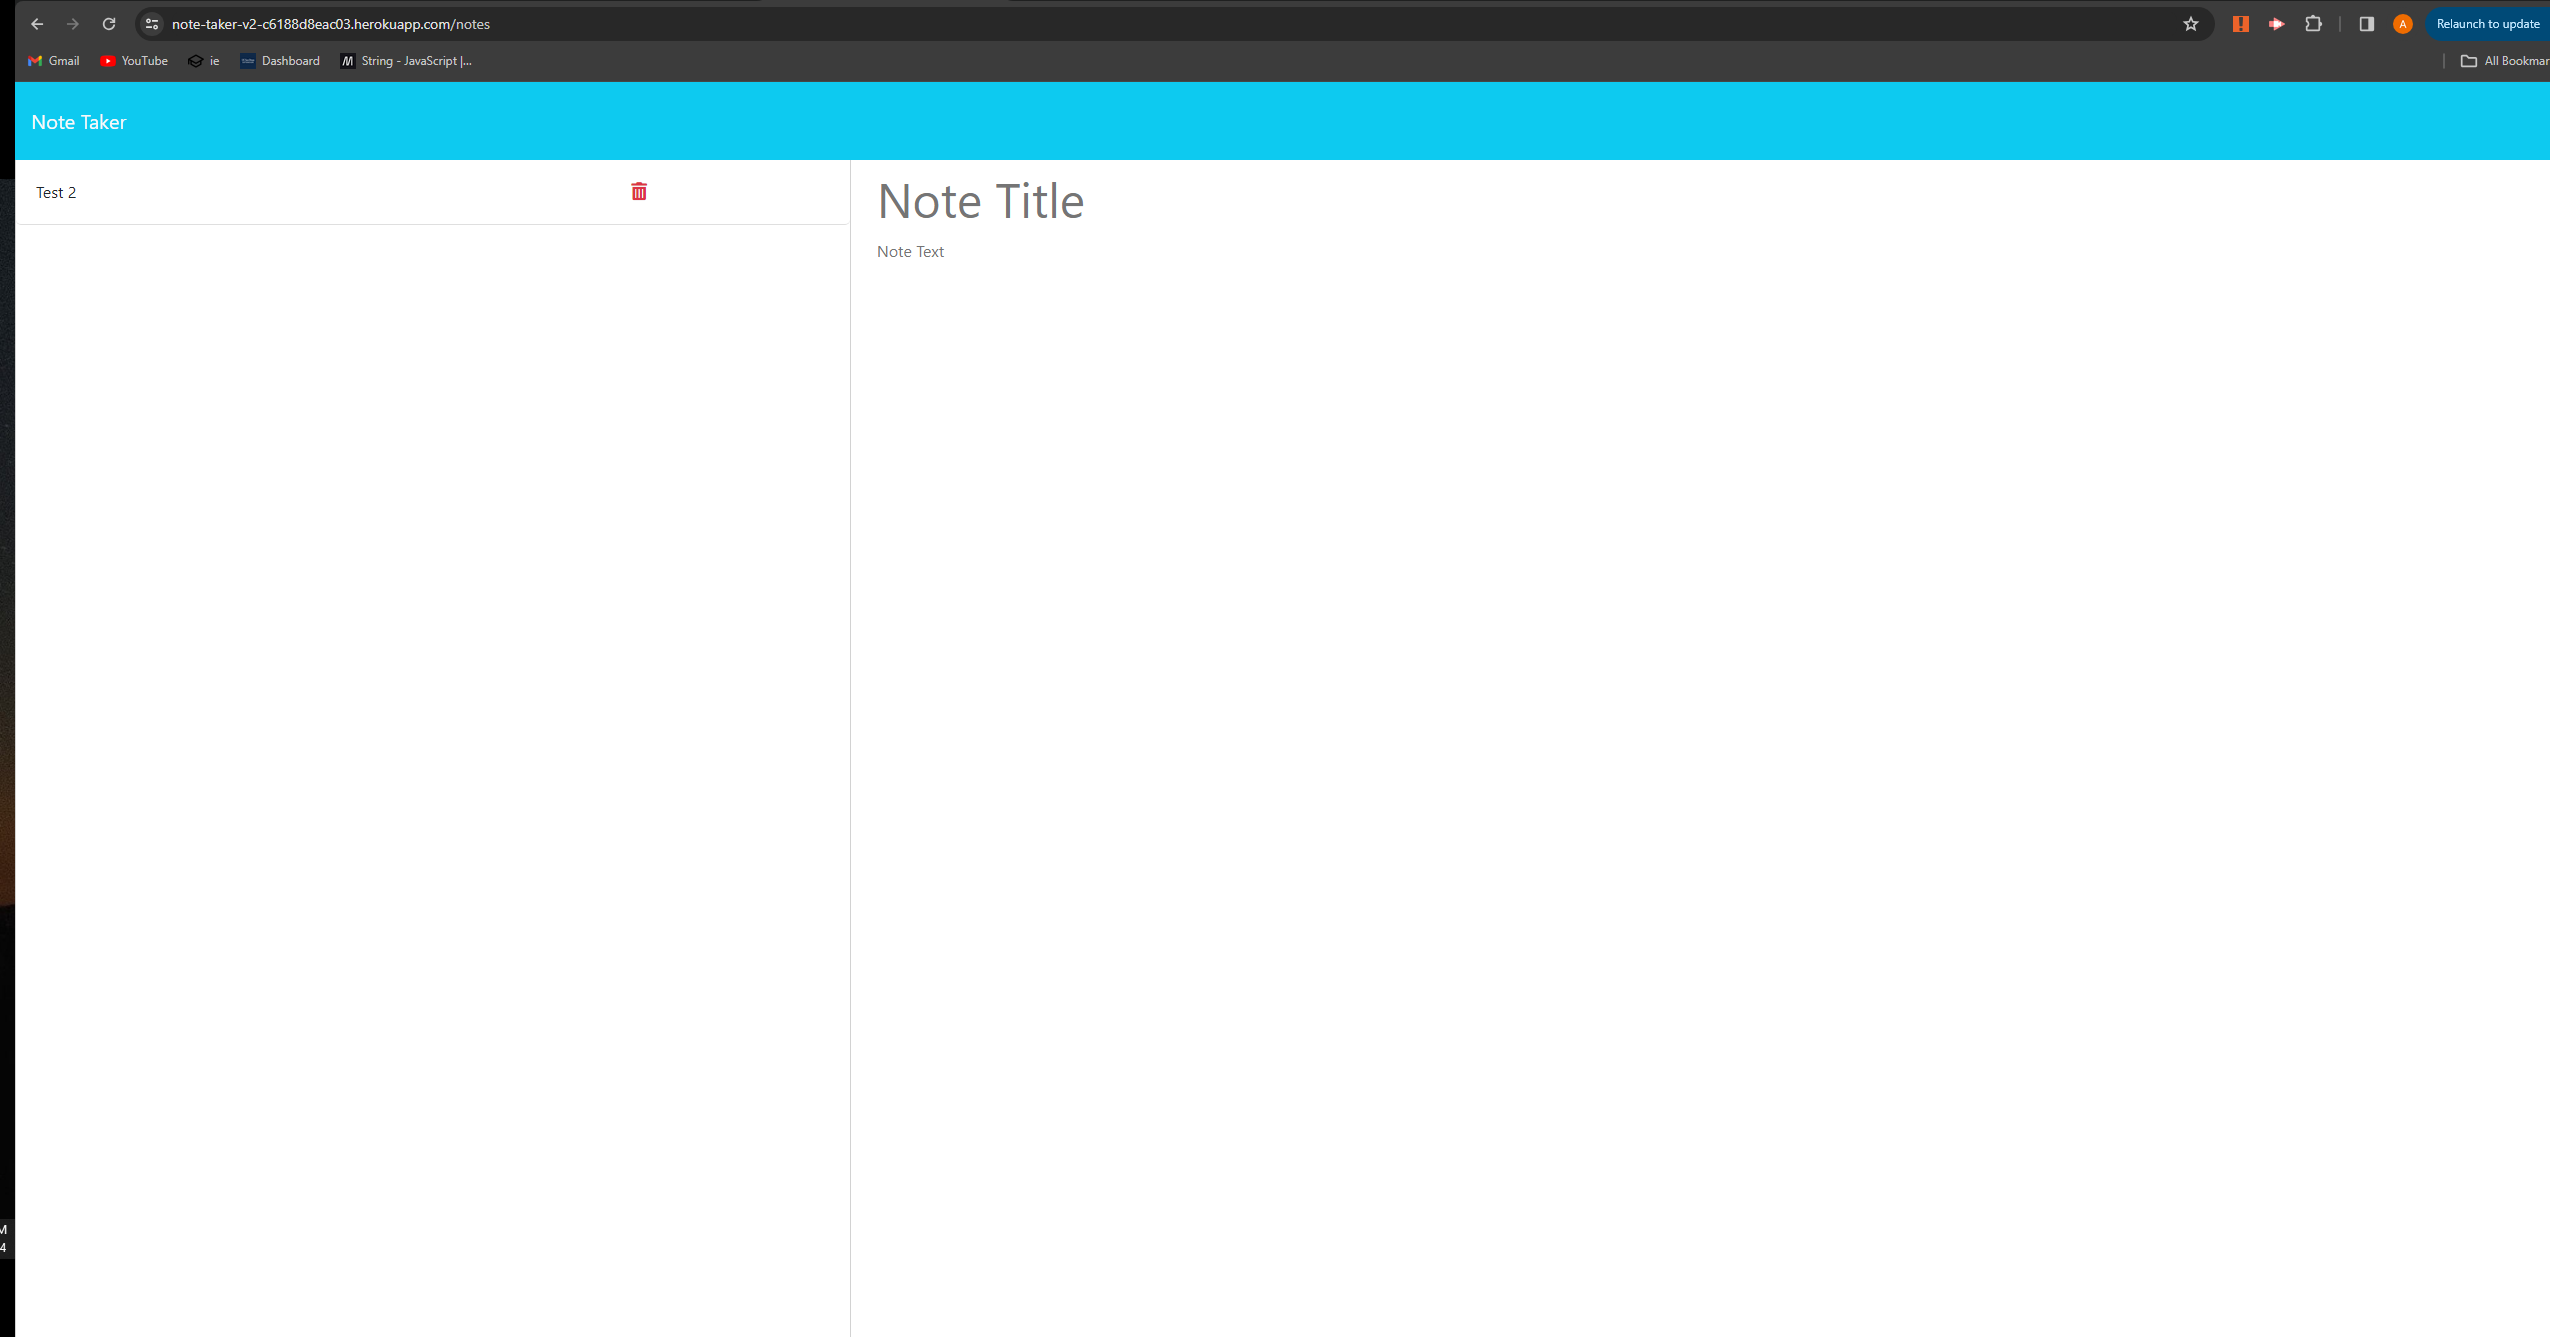 note-taker-v2-c6188d8eac03.herokuapp.com/notes
A
Relaunch to update
Gmail
YouTube
ie
Dashboard
String - JavaScript |...
All Bookmar
Note Taker
Test 2
Note Title
Note Text
M
4